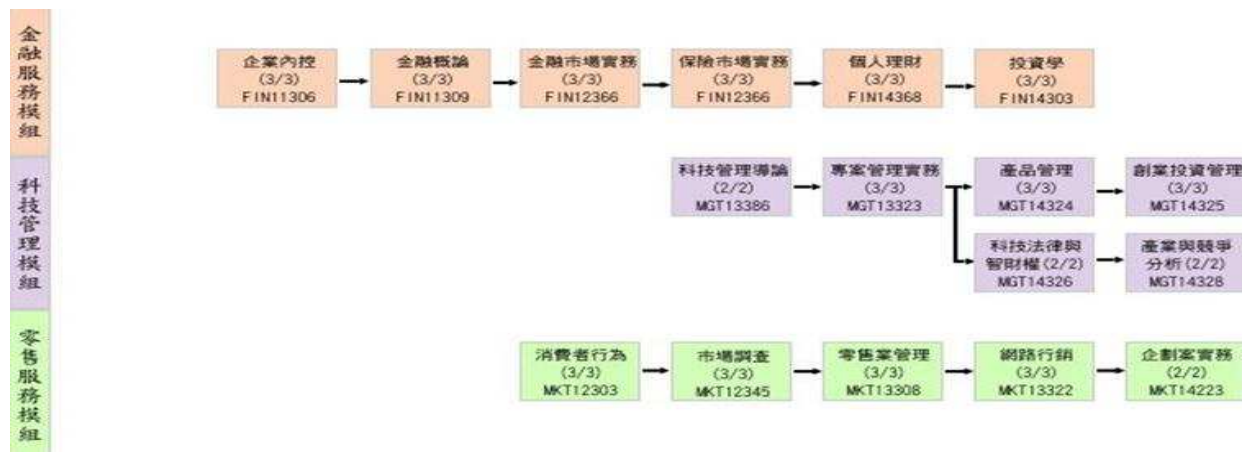 金融服務模組
企業內控
(3/3)
FIN11306
金融概論
(3/3)
FIN11309
金融市場實務
(3/3)
FIN12366
保險市場實務
(3/3)
FIN12366
個人理財
(3/3)
FIN14368
投資學
(3/3)
FIN14303
科技管理模組
科技管理導論
(2/2)
MGT13386
專案管理實務
(3/3)
MGT13323
產品管理
(3/3)
MGT14324
創業投資管理
(3/3)
MGT14325
科技法律與
智財權(2/2)
MGT14326
產業與競爭
分析(2/2)
MGT14328
零售服務模組
消費者行為
(3/3)
MKT12303
市場調查
(3/3)
MKT12345
零售業管理
(3/3)
MKT13308
網路行銷
(3/3)
MKT13322
企劃案實務
(2/2)
MKT14223